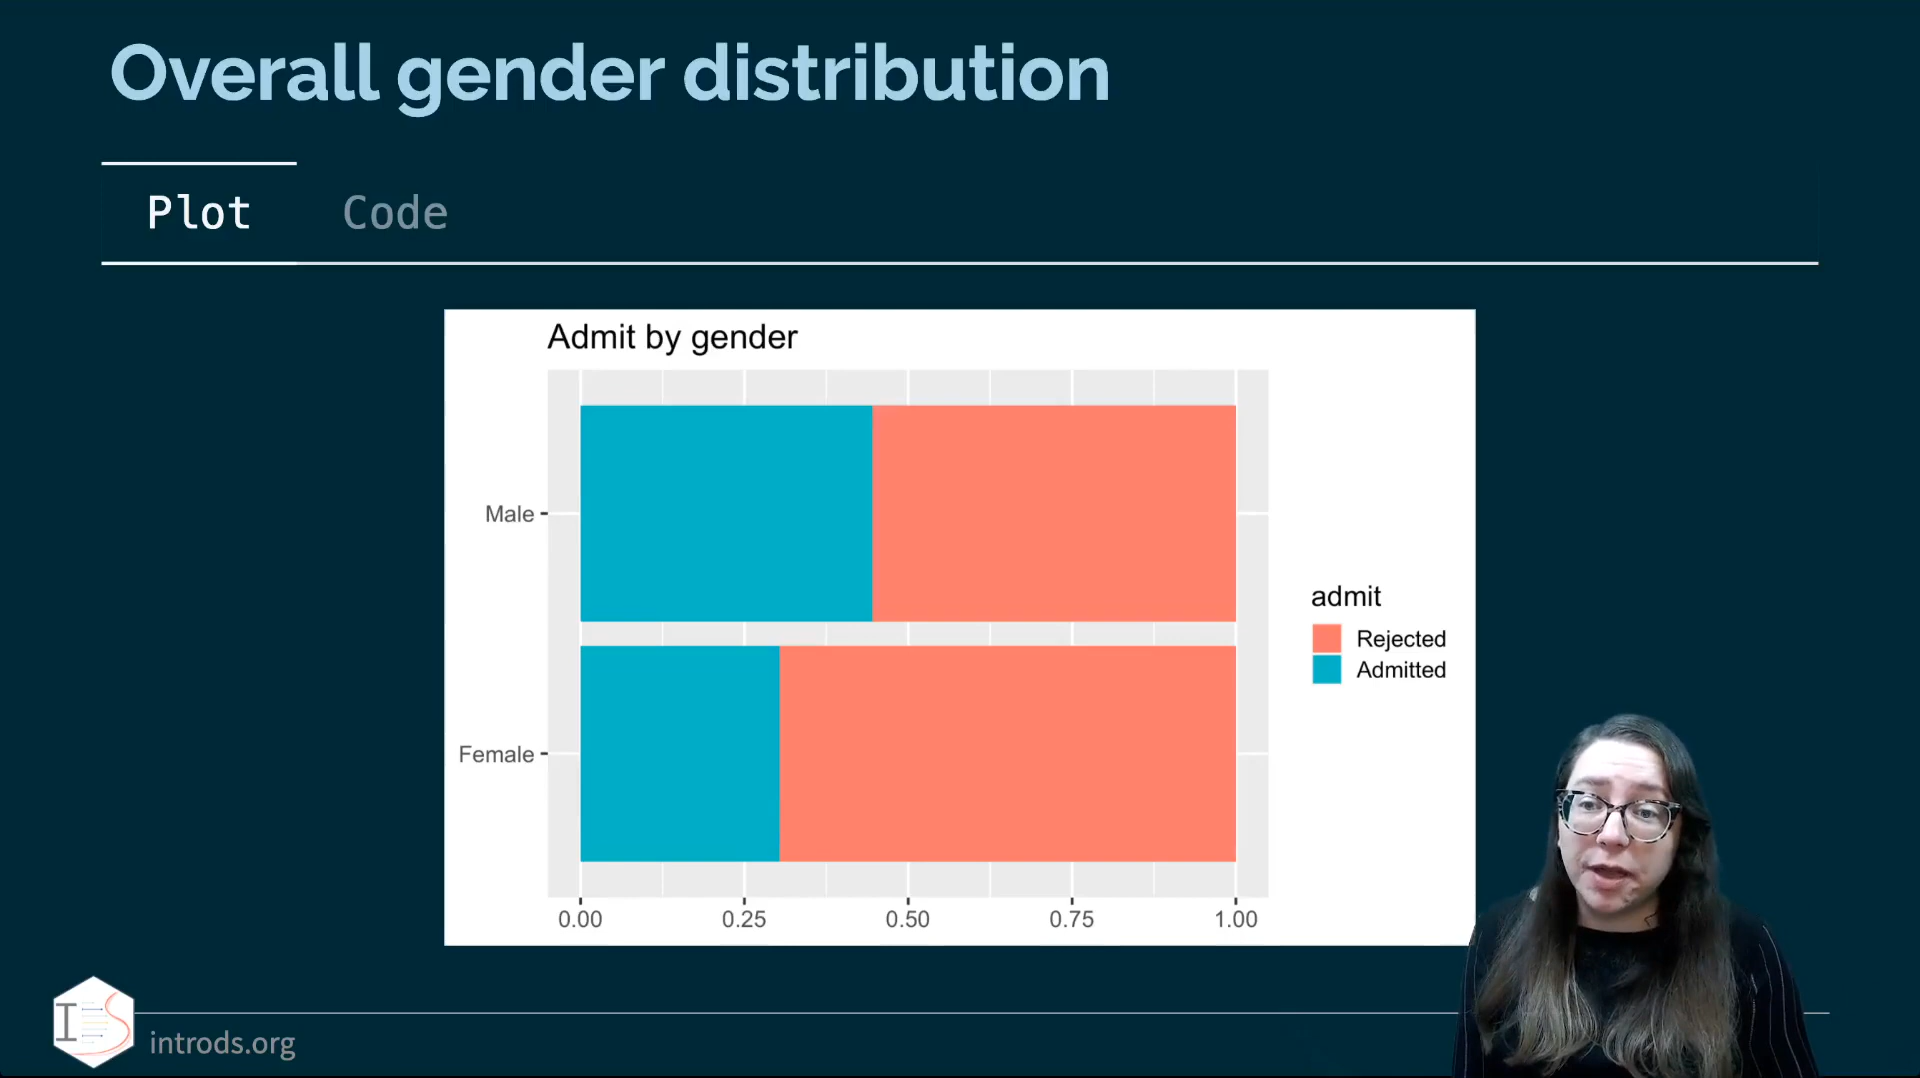 Overall gender distribution
Plot Code
Admit by gender
Male
Female
0.00 0.25 0.50 0.75 1.00
admit
Rejected
Admitted
IDS
introds.org